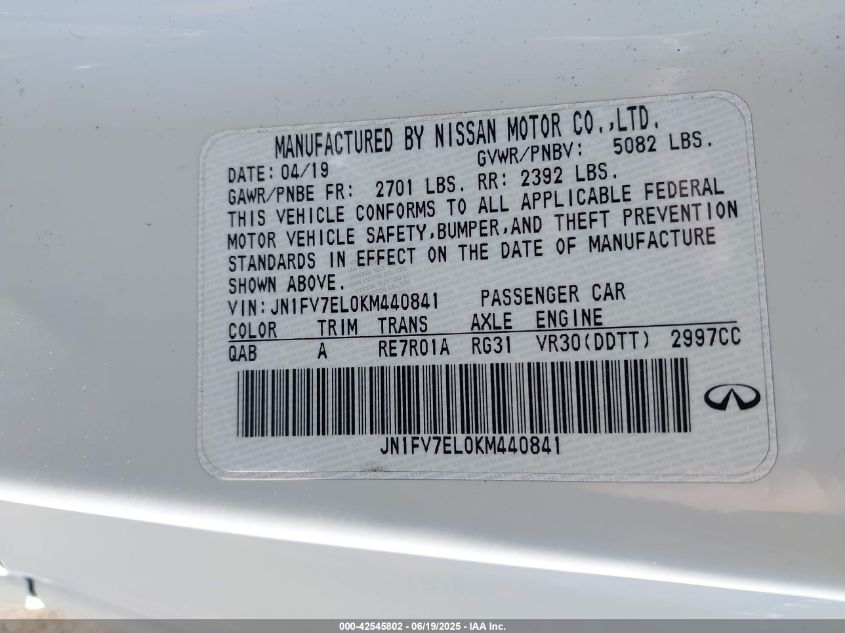 MANUFACTURED BY NISSAN MOTOR CO.,LTD.
DATE: 04/19 GVWR/PNBV: 5082 LBS.
GAWR/PNBE FR: 2701 LBS. RR: 2392 LBS.
THIS VEHICLE CONFORMS TO ALL APPLICABLE FEDERAL
MOTOR VEHICLE SAFETY,BUMPER,AND THEFT PREVENTION
STANDARDS IN EFFECT ON THE DATE OF MANUFACTURE
SHOWN ABOVE.
VIN:JN1FV7EL0KM440841 PASSENGER CAR
COLOR TRIM TRANS AXLE ENGINE
QAB A RE7R01A RG31 VR30(DDTT) 2997CC
JN1FV7EL0KM440841
000-42545802 - 06/19/2025 - IAA Inc.